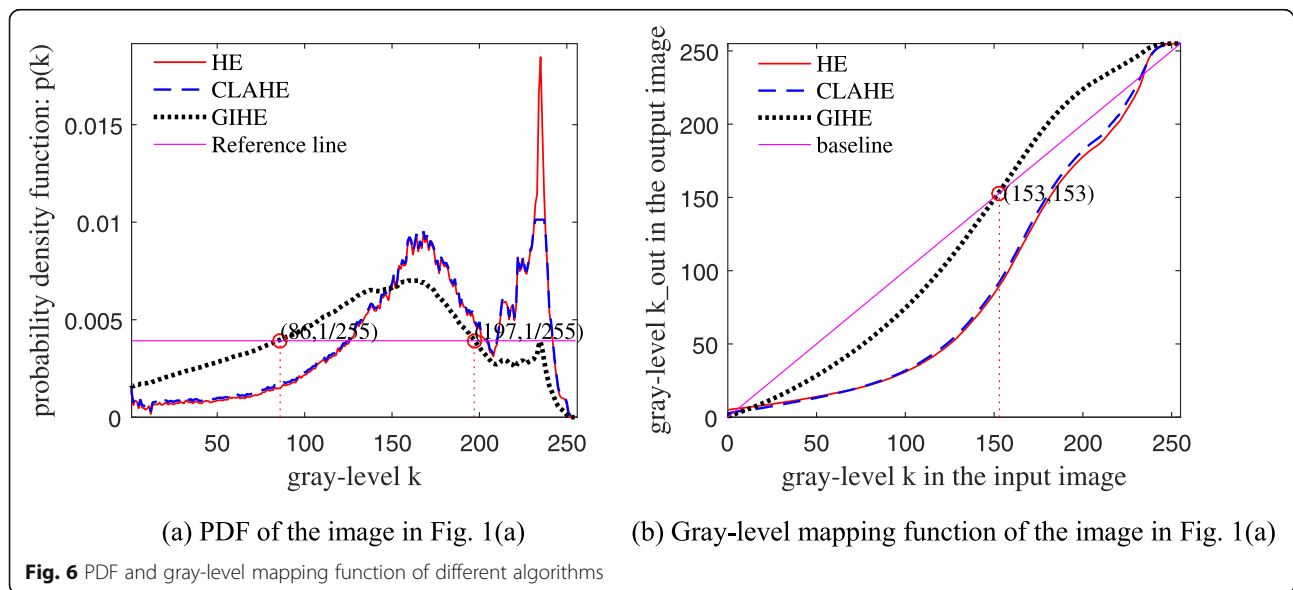 HE
CLAHE
GIHE
Reference line
probability density function: p(k)
0.015
0.01
0.005
0
(86,1/255)
(197,1/255)
50
100
150
200
250
gray-level k
(a) PDF of the image in Fig. 1(a)
HE
CLAHE
GIHE
baseline
gray-level k_out in the output image
250
200
150
100
50
0
(153,153)
0
50
100
150
200
250
gray-level k in the input image
(b) Gray-level mapping function of the image in Fig. 1(a)
Fig. 6 PDF and gray-level mapping function of different algorithms